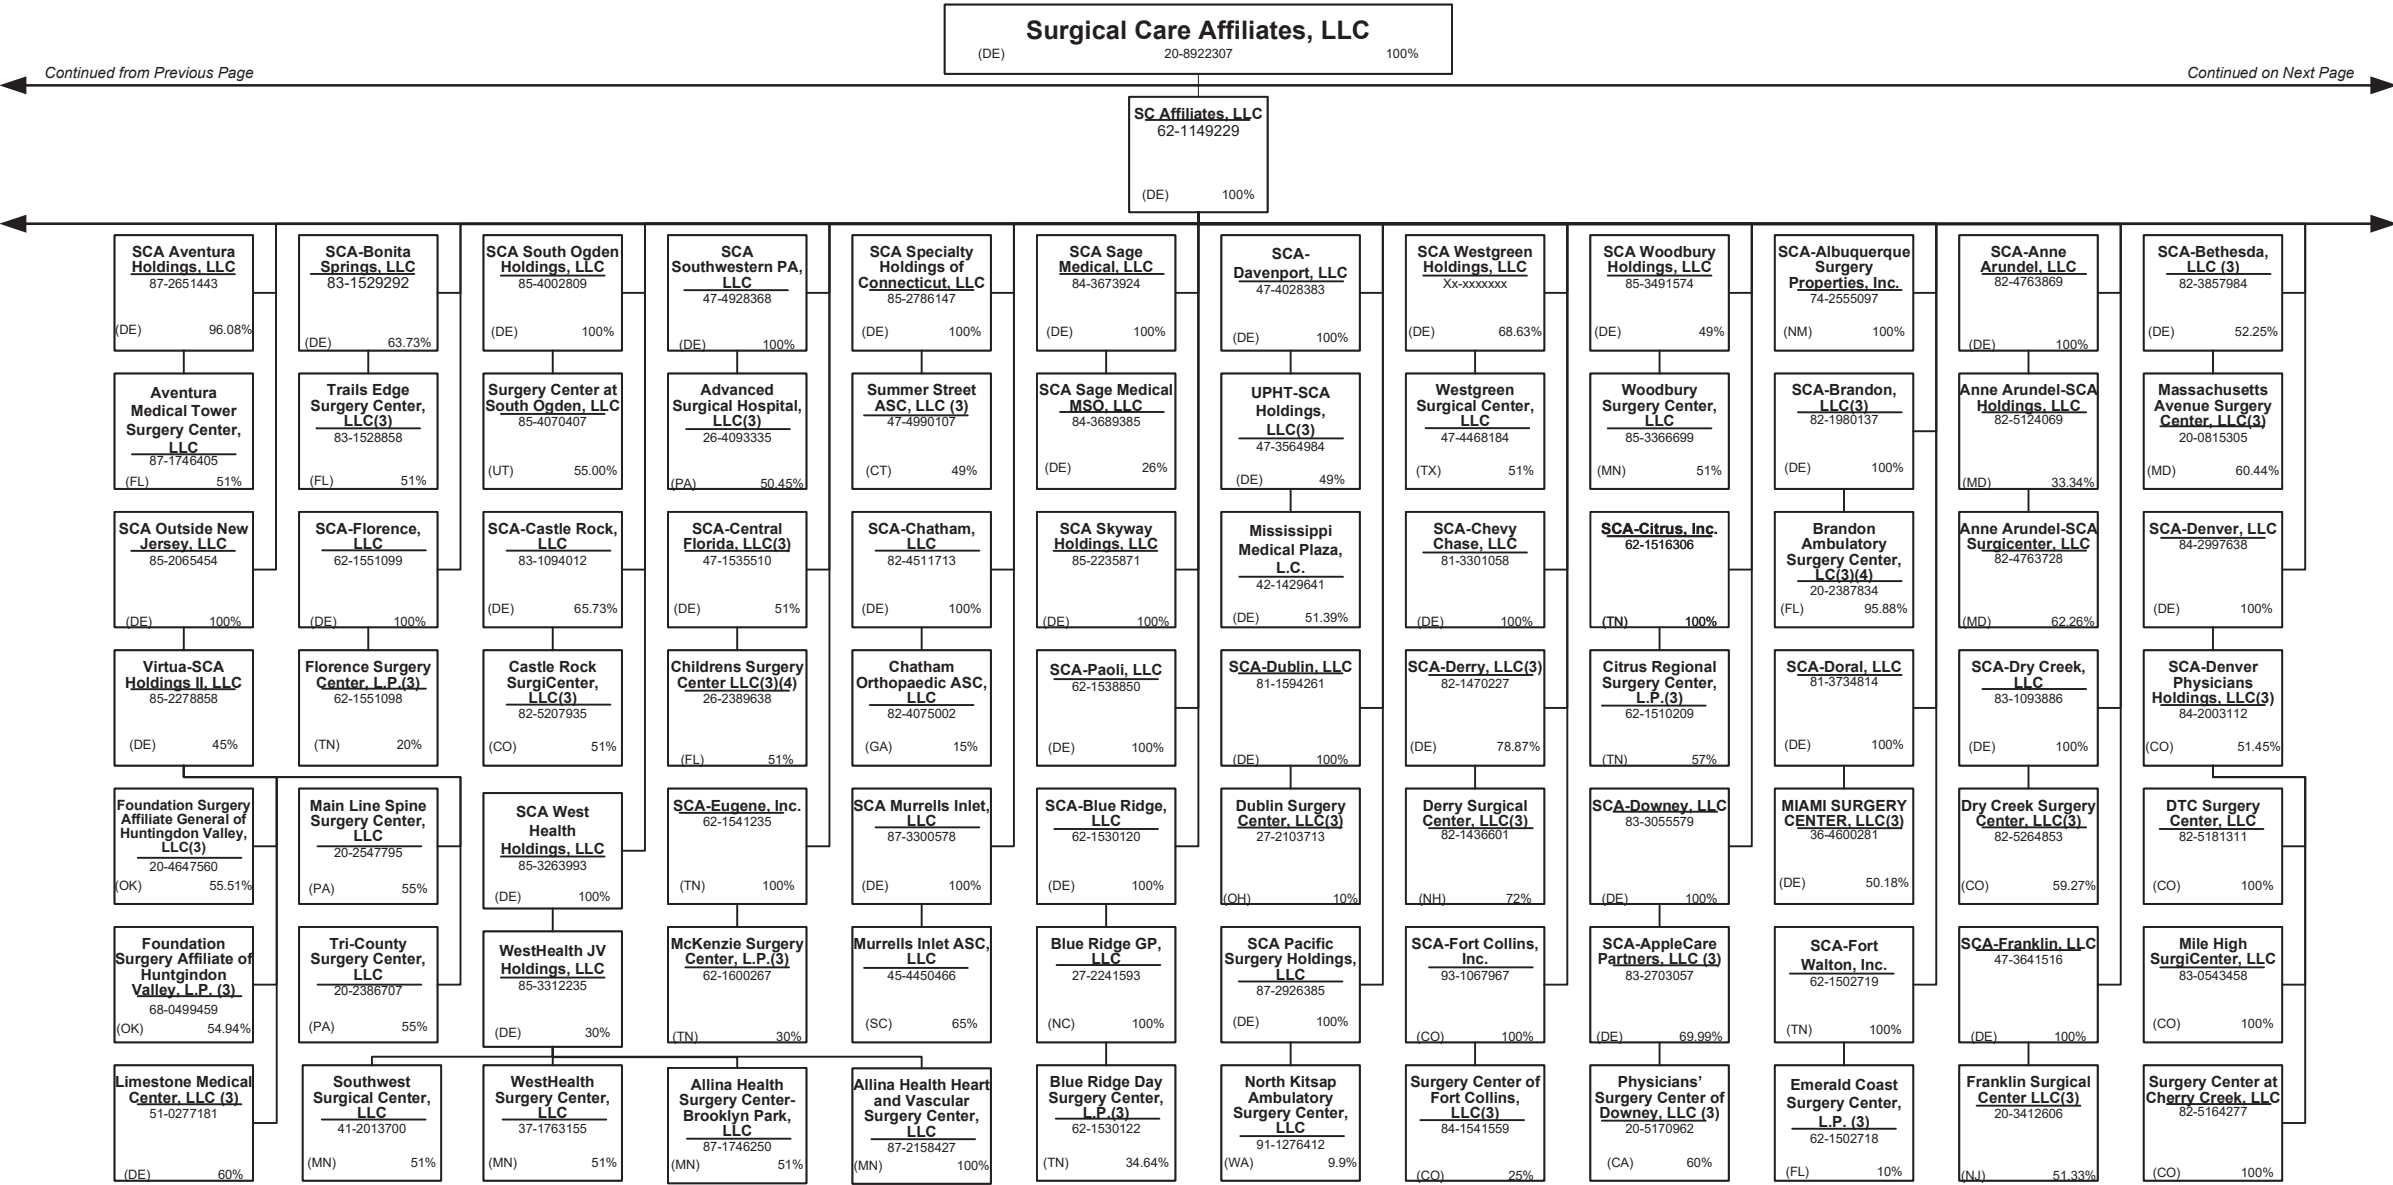 Surgical Care Affiliates, LLC
(DE) 20-8922307 100%
Continued from Previous Page
Continued on Next Page
SC Affiliates, LLC
62-1149229
(DE) 100%
SCA Aventura
Holdings, LLC
87-2651443
(DE) 96.08%
SCA-Bonita
Springs, LLC
83-1529292
(DE) 63.73%
SCA South Ogden
Holdings, LLC
85-4002809
(DE) 100%
SCA
Southwestern PA,
LLC
47-4928368
(DE) 100%
SCA Specialty
Holdings of
Connecticut, LLC
85-2786147
(DE) 100%
SCA Sage
Medical, LLC
84-3673924
(DE) 100%
SCA-
Davenport, LLC
47-4028383
(DE) 100%
SCA Westgreen
Holdings, LLC
Xx-xxxxxxx
(DE) 68.63%
SCA Woodbury
Holdings, LLC
85-3491574
(DE) 49%
SCA-Albuquerque
Surgery
Properties, Inc.
74-2555097
(NM) 100%
SCA-Anne
Arundel, LLC
82-4763869
(DE) 100%
SCA-Bethesda,
LLC (3)
82-3857984
(DE) 52.25%
Aventura
Medical Tower
Surgery Center,
LLC
87-1746405
(FL) 51%
Trails Edge
Surgery Center,
LLC(3)
83-1528858
(FL) 51%
Surgery Center at
South Ogden, LLC
85-4070407
(UT) 55.00%
Advanced
Surgical Hospital,
LLC(3)
26-4093335
(PA) 50.45%
Summer Street
ASC, LLC (3)
47-4990107
(CT) 49%
SCA Sage Medical
MSO, LLC
84-3689385
(DE) 26%
UPHT-SCA
Holdings,
LLC(3)
47-3564984
(DE) 49%
Westgreen
Surgical Center,
LLC
47-4468184
(TX) 51%
Woodbury
Surgery Center,
LLC
85-3366699
(MN) 51%
SCA-Brandon,
LLC(3)
82-1980137
(DE) 100%
Anne Arundel-SCA
Holdings, LLC
82-5124069
(MD) 33.34%
Massachusetts
Avenue Surgery
Center, LLC(3)
20-0815305
(MD) 60.44%
SCA Outside New
Jersey, LLC
85-2065454
(DE) 100%
SCA-Florence,
LLC
62-1551099
(DE) 100%
SCA-Castle Rock,
LLC
83-1094012
(DE) 65.73%
SCA-Central
Florida, LLC(3)
47-1535510
(DE) 51%
SCA-Chatham,
LLC
82-4511713
(DE) 100%
SCA Skyway
Holdings, LLC
85-2235871
(DE) 100%
Mississippi
Medical Plaza,
L.C.
42-1429641
(DE) 51.39%
SCA-Chevy
Chase, LLC
81-3301058
(DE) 100%
SCA-Citrus, Inc.
62-1516306
(TN) 100%
Brandon
Ambulatory
Surgery Center,
LC(3)(4)
20-2387834
(FL) 95.88%
Anne Arundel-SCA
Surgicenter, LLC
82-4763728
(MD) 62.26%
SCA-Denver, LLC
84-2997638
(DE) 100%
Virtua-SCA
Holdings II, LLC
85-2278858
(DE) 45%
Florence Surgery
Center, L.P.(3)
62-1551098
(TN) 20%
Castle Rock
SurgiCenter,
LLC(3)
82-5207935
(CO) 51%
Childrens Surgery
Center LLC(3)(4)
26-2389638
(FL) 51%
Chatham
Orthopaedic ASC,
LLC
82-4075002
(GA) 15%
SCA-Paoli, LLC
62-1538850
(DE) 100%
SCA-Dublin, LLC
81-1594261
(DE) 100%
SCA-Derry, LLC(3)
82-1470227
(DE) 78.87%
Citrus Regional
Surgery Center,
L.P.(3)
62-1510209
(TN) 57%
SCA-Doral, LLC
81-3734814
(DE) 100%
SCA-Dry Creek,
LLC
83-1093886
(DE) 100%
SCA-Denver
Physicians
Holdings, LLC(3)
84-2003112
(CO) 51.45%
Foundation Surgery
Affiliate General of
Huntingdon Valley,
LLC(3)
20-4647560
(OK) 55.51%
Main Line Spine
Surgery Center,
LLC
20-2547795
(PA) 55%
SCA West
Health
Holdings, LLC
85-3263993
(DE) 100%
SCA-Eugene, Inc.
62-1541235
(TN) 100%
SCA Murrells Inlet,
LLC
87-3300578
(DE) 100%
SCA-Blue Ridge,
LLC
62-1530120
(DE) 100%
Dublin Surgery
Center, LLC(3)
27-2103713
(OH) 10%
Derry Surgical
Center, LLC(3)
82-1436601
(NH) 72%
SCA-Downey, LLC
83-3055579
(DE) 100%
MIAMI SURGERY
CENTER, LLC(3)
36-4600281
(DE) 50.18%
Dry Creek Surgery
Center, LLC(3)
82-5264853
(CO) 59.27%
DTC Surgery
Center, LLC
82-5181311
(CO) 100%
Foundation
Surgery Affiliate of
Huntgindon
Valley, L.P. (3)
68-0499459
(OK) 54.94%
Tri-County
Surgery Center,
LLC
20-2386707
(PA) 55%
WestHealth JV
Holdings, LLC
85-3312235
(DE) 30%
McKenzie Surgery
Center, L.P.(3)
62-1600267
(TN) 30%
Murrells Inlet ASC,
LLC
45-4450466
(SC) 65%
Blue Ridge GP,
LLC
27-2241593
(NC) 100%
SCA Pacific
Surgery Holdings,
LLC
87-2926385
(DE) 100%
SCA-Fort Collins,
Inc.
93-1067967
(CO) 100%
SCA-AppleCare
Partners, LLC (3)
83-2703057
(DE) 69.99%
SCA-Fort
Walton, Inc.
62-1502719
(TN) 100%
SCA-Franklin, LLC
47-3641516
(DE) 100%
Mile High
SurgiCenter, LLC
83-0543458
(CO) 100%
Limestone Medical
Center, LLC (3)
51-0277181
(DE) 60%
Southwest
Surgical Center,
LLC
41-2013700
(MN) 51%
WestHealth
Surgery Center,
LLC
37-1763155
(MN) 51%
Allina Health
Surgery Center-
Brooklyn Park,
LLC
87-1746250
(MN) 51%
Allina Health Heart
and Vascular
Surgery Center,
LLC
87-2158427
(MN) 100%
Blue Ridge Day
Surgery Center,
L.P.(3)
62-1530122
(TN) 34.64%
North Kitsap
Ambulatory
Surgery Center,
LLC
91-1276412
(WA) 9.9%
Surgery Center of
Fort Collins,
LLC(3)
84-1541559
(CO) 25%
Physicians’
Surgery Center of
Downey, LLC (3)
20-5170962
(CA) 60%
Emerald Coast
Surgery Center,
L.P. (3)
62-1502718
(FL) 10%
Franklin Surgical
Center LLC(3)
20-3412606
(NJ) 51.33%
Surgery Center at
Cherry Creek, LLC
82-5164277
(CO) 100%